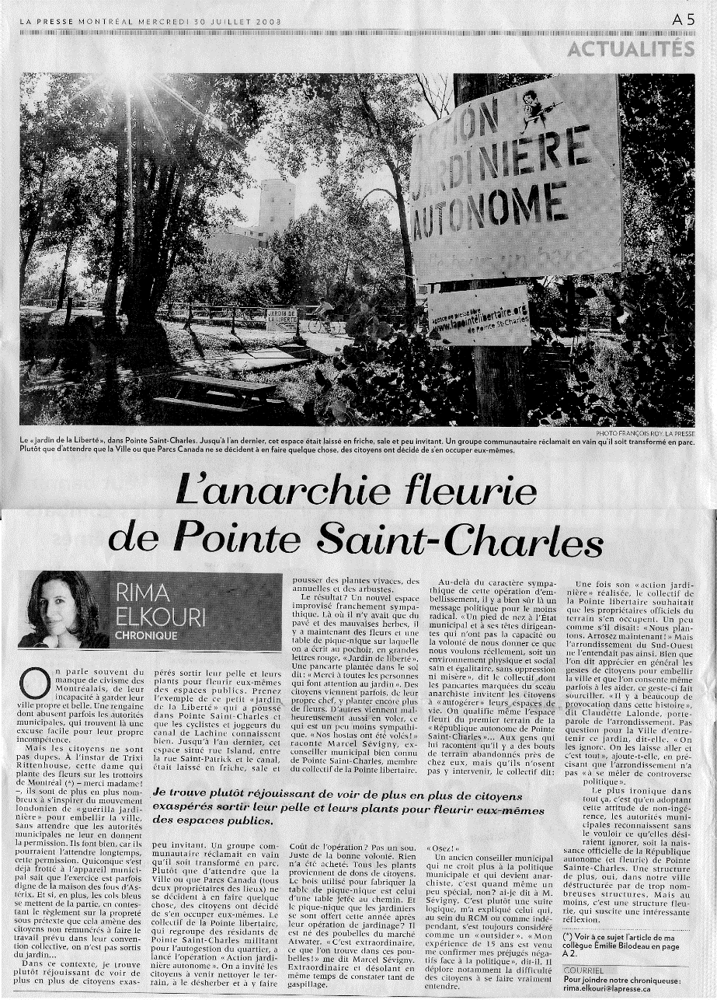 LA PRESSE MONTRÉAL MERCREDI 30 JUILLET 2008
A 5
ACTUALITÉS
ACTION
JARDINIERE
AUTONOME
JARDIN DE
LA LIBERTÉ
agence de presse libre
www.lapointelibertaire.org
de Pointe St-Charles
PHOTO FRANÇOIS ROY, LA PRESSE
Le «jardin de la Liberté», dans Pointe Saint-Charles. Jusqu'à l'an dernier, cet espace était laissé en friche, sale et peu invitant. Un groupe communautaire réclamait en vain qu'il soit transformé en parc.
Plutôt que d'attendre que la Ville ou que Parcs Canada ne se décident à en faire quelque chose, des citoyens ont décidé de s'en occuper eux-mêmes.
L'anarchie fleurie
de Pointe Saint-Charles
RIMA
ELKOURI
CHRONIQUE
On parle souvent du
manque de civisme des
Montréalais, de leur
incapacité à garder leur
ville propre et belle. Une rengaine
dont abusent parfois les autorités
municipales, qui trouvent là une
excuse facile pour leur propre
incompétence.
Mais les citoyens ne sont
pas dupes. À l'instar de Trixi
Rittenhouse, cette dame qui
plante des fleurs sur les trottoirs
de Montréal (*) – merci madame!
–, ils sont de plus en plus nom-
breux à s'inspirer du mouvement
londonien de «guérilla jardi-
nière» pour embellir la ville,
sans attendre que les autorités
municipales ne leur en donnent
la permission. Ils font bien, car ils
pourraient l'attendre longtemps,
cette permission. Quiconque s'est
déjà frotté à l'appareil munici-
pal sait que l'exercice est parfois
digne de la maison des fous d'As-
térix. Et si, en plus, les cols bleus
se mettent de la partie, en contes-
tant le règlement sur la propreté
sous prétexte que cela amène des
citoyens non rémunérés à faire le
travail prévu dans leur conven-
tion collective, on n'est pas sortis
du jardin...
Dans ce contexte, je trouve
plutôt réjouissant de voir de
plus en plus de citoyens exas-
pérés sortir leur pelle et leurs
plants pour fleurir eux-mêmes
des espaces publics. Prenez
l'exemple de ce petit «jardin
de la Liberté» qui a poussé
dans Pointe Saint-Charles et
que les cyclistes et joggeurs du
canal de Lachine connaissent
bien. Jusqu'à l'an dernier, cet
espace situé rue Island, entre
la rue Saint-Patrick et le canal,
était laissé en friche, sale et
peu invitant. Un groupe com-
munautaire réclamait en vain
qu'il soit transformé en parc.
Plutôt que d'attendre que la
Ville ou que Parcs Canada (tous
deux propriétaires des lieux) ne
se décident à en faire quelque
chose, des citoyens ont décidé
de s'en occuper eux-mêmes. Le
collectif de la Pointe libertaire,
qui regroupe des résidants de
Pointe Saint-Charles militant
pour l'autogestion du quartier, a
lancé l'opération «Action jardi-
nière autonome». On a invité les
citoyens à venir nettoyer le ter-
rain, à le désherber et à y faire
pousser des plantes vivaces, des
annuelles et des arbustes.
Le résultat? Un nouvel espace
improvisé franchement sympa-
thique. Là où il n'y avait que du
pavé et des mauvaises herbes, il
y a maintenant des fleurs et une
table de pique-nique sur laquelle
on a écrit au pochoir, en grandes
lettres rouge, «Jardin de liberté».
Une pancarte plantée dans le sol
dit: «Merci à toutes les personnes
qui font attention au jardin». Des
citoyens viennent parfois, de leur
propre chef, y planter encore plus
de fleurs. D'autres viennent mal-
heureusement aussi en voler, ce
qui est un peu moins sympathi-
que. «Nos hostas ont été volés!»
raconte Marcel Sévigny, ex-
conseiller municipal bien connu
de Pointe Saint-Charles, membre
du collectif de la Pointe libertaire.
Je trouve plutôt réjouissant de voir de plus en plus de citoyens
exaspérés sortir leur pelle et leurs plants pour fleurir eux-mêmes
des espaces publics.
Coût de l'opération? Pas un sou.
Juste de la bonne volonté. Rien
n'a été acheté: Tous les plants
proviennent de dons de citoyens.
Le bois utilisé pour fabriquer la
table de pique-nique est celui
d'une table jetée au chemin. Et
le pique-nique que les jardiniers
se sont offert cette année après
leur opération de jardinage? Il
est né des poubelles du marché
Atwater. «C'est extraordinaire,
ce que l'on trouve dans ces pou-
belles!» me dit Marcel Sévigny.
Extraordinaire et désolant en
même temps de constater tant de
gaspillage.
Au-delà du caractère sympa-
thique de cette opération d'em-
bellissement, il y a bien sûr là un
message politique pour le moins
radical. «Un pied de nez à l'État
municipal et à ses têtes dirigean-
tes qui n'ont pas la capacité ou
la volonté de nous donner ce que
nous voulons réellement, soit un
environnement physique et social
sain et égalitaire, sans oppression
ni misère», dit le collectif dont
les pancartes marquées du sceau
anarchiste invitent les citoyens
à «autogérer» leurs espaces de
vie. On qualifie même l'espace
fleuri du premier terrain de la
«République autonome de Pointe
Saint-Charles»... Aux gens qui
lui racontent qu'il y a des bouts
de terrain abandonnés près de
chez eux, mais qu'ils n'osent
pas y intervenir, le collectif dit:
«Osez!»
Un ancien conseiller municipal
qui ne croit plus à la politique
municipale et qui devient anar-
chiste, c'est quand même un
peu spécial, non? ai-je dit à M.
Sévigny. C'est plutôt une suite
logique, m'a expliqué celui qui,
au sein du RCM ou comme indé-
pendant, s'est toujours considéré
comme un «outsider». «Mon
expérience de 15 ans est venu
me confirmer mes préjugés néga-
tifs face à la politique», dit-il. Il
déplore notamment la difficulté
des citoyens à se faire vraiment
entendre.
Une fois son «action jardi-
nière» réalisée, le collectif de
la Pointe libertaire souhaitait
que les propriétaires officiels du
terrain s'en occupent. Un peu
comme s'il disait: «Nous plan-
tons. Arrosez maintenant!» Mais
l'arrondissement du Sud-Ouest
ne l'entendait pas ainsi. Bien que
l'on dit apprécier en général les
gestes de citoyens pour embellir
la ville et que l'on consente même
parfois à les aider, ce geste-ci fait
sourciller. «Il y a beaucoup de
provocation dans cette histoire»,
dit Claudette Lalonde, porte-
parole de l'arrondissement. Pas
question pour la Ville d'entre-
tenir ce jardin, dit-elle. «On
les ignore. On les laisse aller et
c'est tout», ajoute-t-elle, en pré-
cisant que l'arrondissement n'a
pas «à se mêler de controverse
politique».
Le plus ironique dans
tout ça, c'est qu'en adoptant
cette attitude de non-ingé-
rence, les autorités muni-
cipales reconnaissent sans
le vouloir ce qu'elles dési-
raient ignorer, soit la nais-
sance officielle de la République
autonome (et fleurie) de Pointe
Sainte-Charles. Une structure
de plus, oui, dans notre ville
déstructurée par de trop nom-
breuses structures. Mais au
moins, c'est une structure fleu-
rie, qui suscite une intéressante
réflexion.
(*) Voir à ce sujet l'article de ma
collègue Émilie Bilodeau en page
A 2.
COURRIEL
Pour joindre notre chroniqueuse:
rima.elkouri@lapresse.ca